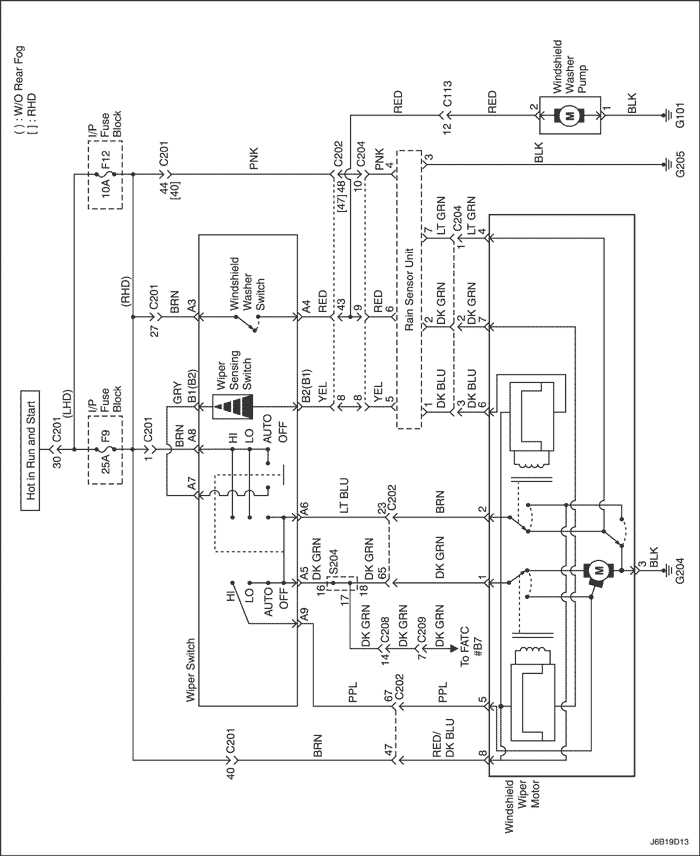 Hot in Run and Start
30 C201
(LHD)
I/P
Fuse
Block
25A F9
I/P
Fuse
Block
10A F12
( ) : W/O Rear Fog
[ ] : RHD
(RHD)
40 C201
BRN
1 C201
BRN
27 C201
BRN
44 C201
[40]
PNK
Wiper Switch
A7
A8
GRY
B1(B2)
A3
HI
LO
AUTO
OFF
HI
LO
AUTO
OFF
Wiper
Sensing
Switch
Windshield
Washer
Switch
A9
A5
A6
B2(B1)
A4
DK GRN
LT BLU
YEL
RED
16
S204
17
18
DK GRN
DK GRN
14 C208
DK GRN
7 C209
DK GRN
To FATC
#B7
PPL
47
67
C202
65
23
C202
RED/
DK BLU
PPL
DK GRN
BRN
8
43
[47] 48
C202
8
9
10
C204
YEL
RED
PNK
5
6
4
Rain Sensor Unit
1
2
7
3
DK BLU
DK GRN
LT GRN
BLK
3
2
1
C204
DK BLU
DK GRN
LT GRN
G205
RED
12 C113
RED
2
Windshield
Washer
Pump
M
1
BLK
G101
8
5
1
2
6
7
4
Windshield
Wiper
Motor
M
3
BLK
G204
J6B19D13